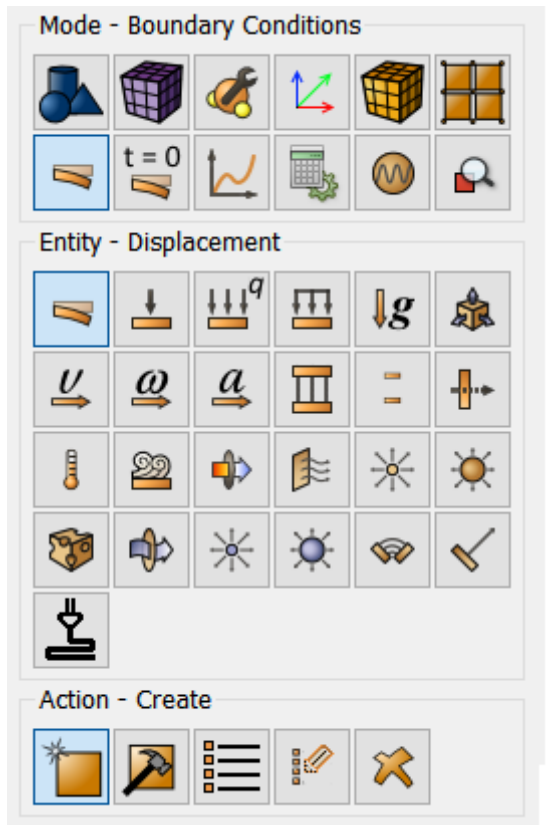 Mode - Boundary Conditions
t = 0
Entity - Displacement
q
g
υ ω a
Action - Create